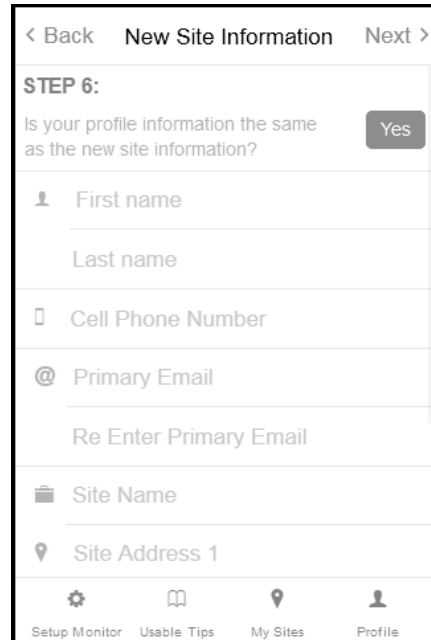 < Back New Site Information Next >
STEP 6:
Is your profile information the same
as the new site information?
Yes
First name
Last name
Cell Phone Number
@ Primary Email
Re Enter Primary Email
Site Name
Site Address 1
Setup Monitor Usable Tips My Sites Profile